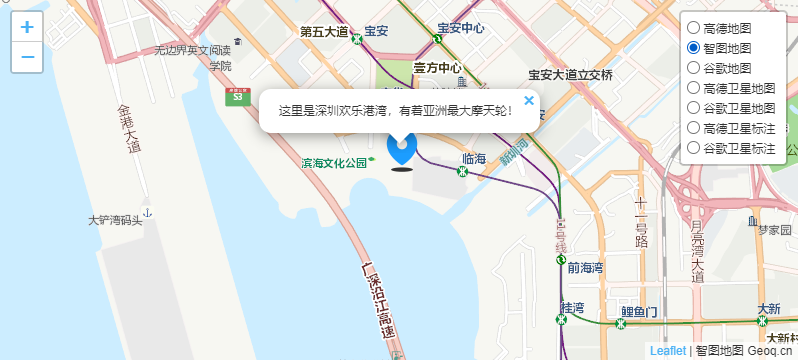 +
−
第五大道
宝安
宝安中心
无边界英文阅读
学院
壹方中心
宝安大道立交桥
S3
金港大道
这里是深圳欢乐港湾，有着亚洲最大摩天轮！
×
安
滨海文化公园
临海
新圳河
大铲湾码头
广深沿江高速
十一号路
号线
月亮湾大道
梦家园
前海湾
桂湾
鲤鱼门
大新
大新村
高德地图
智图地图
谷歌地图
高德卫星地图
谷歌卫星地图
高德卫星标注
谷歌卫星标注
Leaflet | 智图地图 Geoq.cn